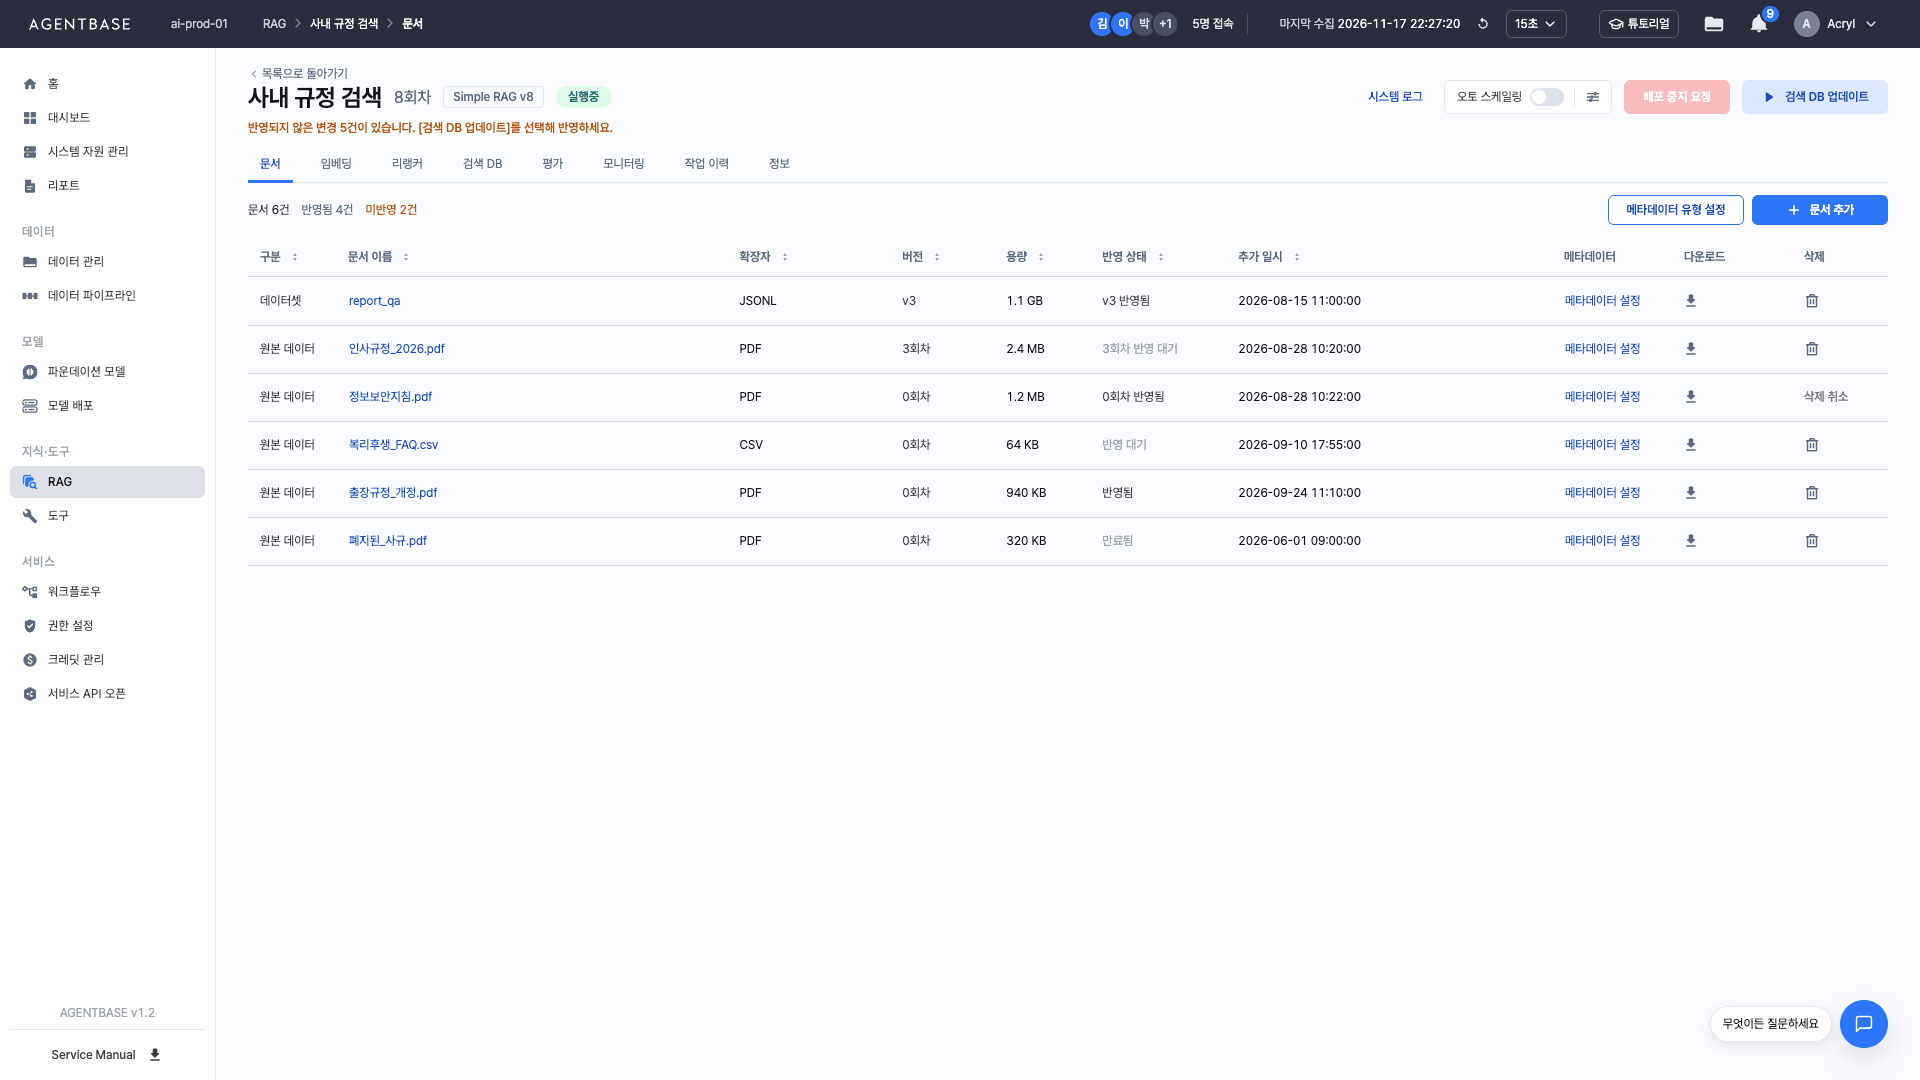 AGENTBASE
ai-prod-01
RAG > 사내 규정 검색 > 문서
김 이 박 +1 5명 접속
마지막 수집 2026-11-17 22:27:20
15초
튜토리얼
9
A Acryl
홈
대시보드
시스템 자원 관리
리포트
데이터
데이터 관리
데이터 파이프라인
모델
파운데이션 모델
모델 배포
지식·도구
RAG
도구
서비스
워크플로우
권한 설정
크레딧 관리
서비스 API 오픈
AGENTBASE v1.2
Service Manual
목록으로 돌아가기
사내 규정 검색 8회차 Simple RAG v8 실행중
반영되지 않은 변경 5건이 있습니다. [검색 DB 업데이트]를 선택해 반영하세요.
시스템 로그
오토 스케일링
배포 중지 요청
검색 DB 업데이트
문서 임베딩 리랭커 검색 DB 평가 모니터링 작업 이력 정보
문서 6건 반영됨 4건 미반영 2건
메타데이터 유형 설정
문서 추가
구분 문서 이름 확장자 버전 용량 반영 상태 추가 일시 메타데이터 다운로드 삭제
데이터셋 report_qa JSONL v3 1.1 GB v3 반영됨 2026-08-15 11:00:00 메타데이터 설정
원본 데이터 인사규정_2026.pdf PDF 3회차 2.4 MB 3회차 반영 대기 2026-08-28 10:20:00 메타데이터 설정
원본 데이터 정보보안지침.pdf PDF 0회차 1.2 MB 0회차 반영됨 2026-08-28 10:22:00 메타데이터 설정 삭제 취소
원본 데이터 복리후생_FAQ.csv CSV 0회차 64 KB 반영 대기 2026-09-10 17:55:00 메타데이터 설정
원본 데이터 출장규정_개정.pdf PDF 0회차 940 KB 반영됨 2026-09-24 11:10:00 메타데이터 설정
원본 데이터 폐지된_사규.pdf PDF 0회차 320 KB 만료됨 2026-06-01 09:00:00 메타데이터 설정
무엇이든 질문하세요